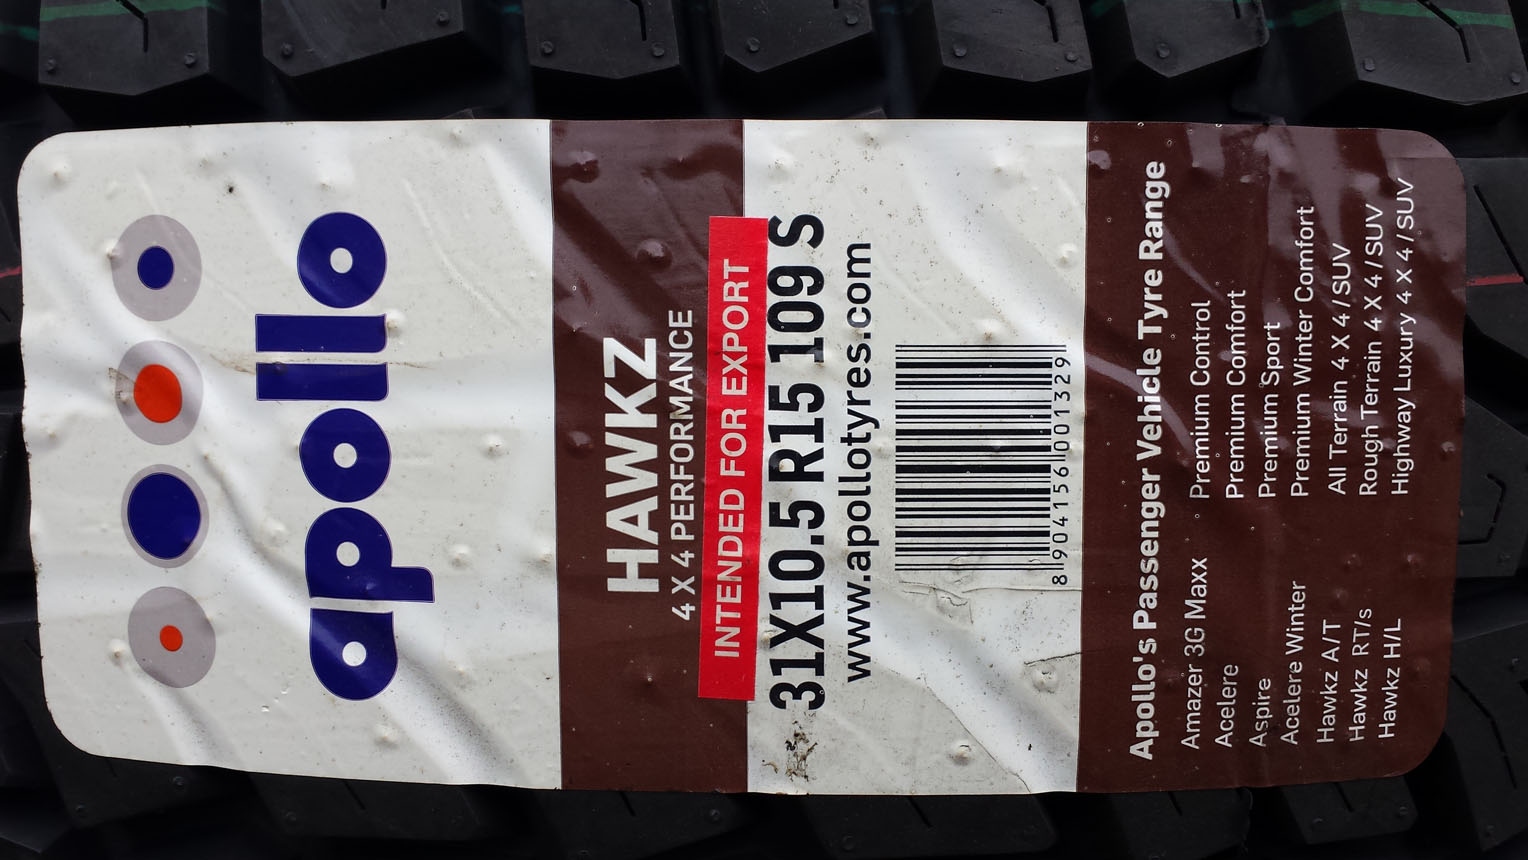 apollo
HAWKZ
4 X 4 PERFORMANCE
INTENDED FOR EXPORT
31X10.5 R15 109 S
www.apollotyres.com
8 904156 001329
Apollo's Passenger Vehicle Tyre Range
Amazer 3G Maxx Premium Control
Acelere Premium Comfort
Aspire Premium Sport
Acelere Winter Premium Winter Comfort
Hawkz A/T All Terrain 4 X 4 / SUV
Hawkz RT/s Rough Terrain 4 X 4 / SUV
Hawkz H/L Highway Luxury 4 X 4 / SUV